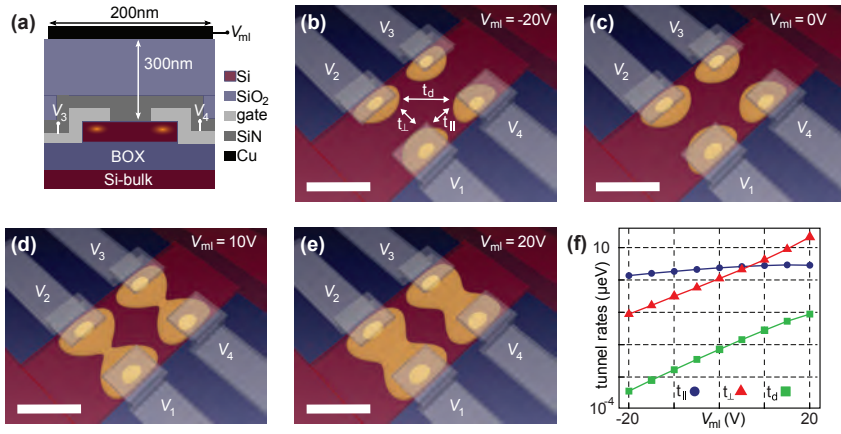 (a)
200nm
V_ml
300nm
V_3
V_4
BOX
Si-bulk
Si
SiO_2
gate
SiN
Cu
(b)
V_ml = -20V
V_3
V_2
t_d
t_⊥
t_∥
V_4
V_1
(c)
V_ml = 0V
V_3
V_2
V_4
V_1
(d)
V_ml = 10V
V_3
V_2
V_4
V_1
(e)
V_ml = 20V
V_3
V_2
V_4
V_1
(f)
tunnel rates (µeV)
10
10^-4
t_∥ t_⊥ t_d
-20 V_ml (V) 20